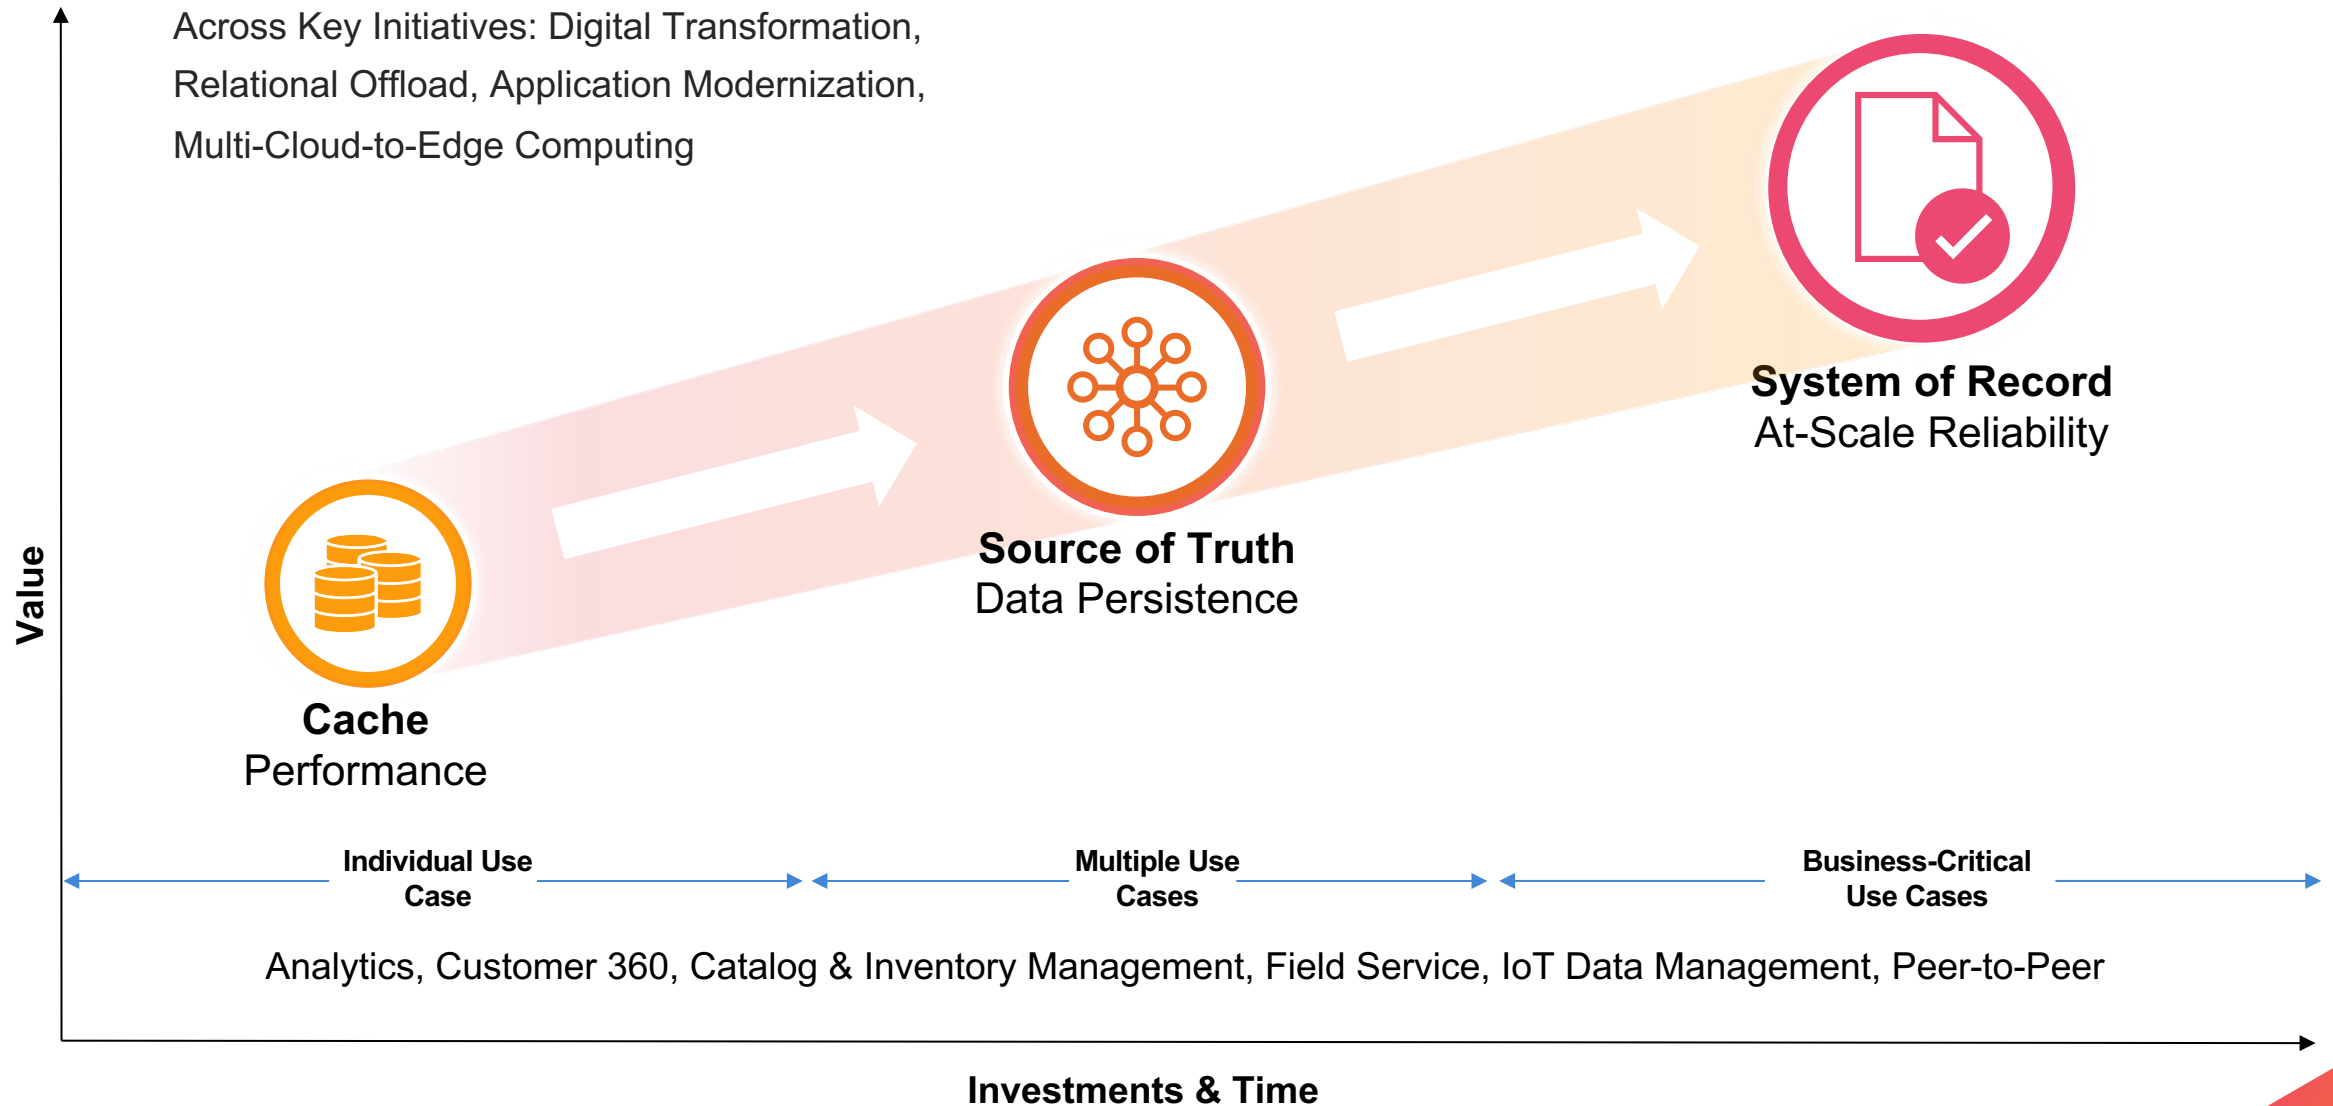 Across Key Initiatives: Digital Transformation,
Relational Offload, Application Modernization,
Multi-Cloud-to-Edge Computing
System of Record
At-Scale Reliability
Source of Truth
Data Persistence
Value
Cache
Performance
Individual Use
Case
Multiple Use
Cases
Business-Critical
Use Cases
Analytics, Customer 360, Catalog & Inventory Management, Field Service, IoT Data Management, Peer-to-Peer
Investments & Time